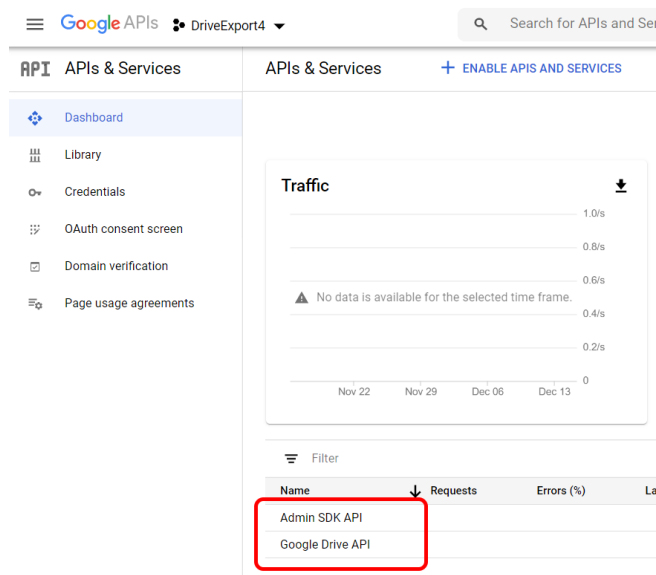 Google APIs DriveExport4 Search for APIs and Ser
API APIs & Services APIs & Services + ENABLE APIS AND SERVICES
Dashboard
Library
Credentials
OAuth consent screen
Domain verification
Page usage agreements
Traffic
1.0/s
0.8/s
0.6/s
No data is available for the selected time frame.
0.4/s
0.2/s
0
Nov 22 Nov 29 Dec 06 Dec 13
Filter
Name Requests Errors (%) La
Admin SDK API
Google Drive API